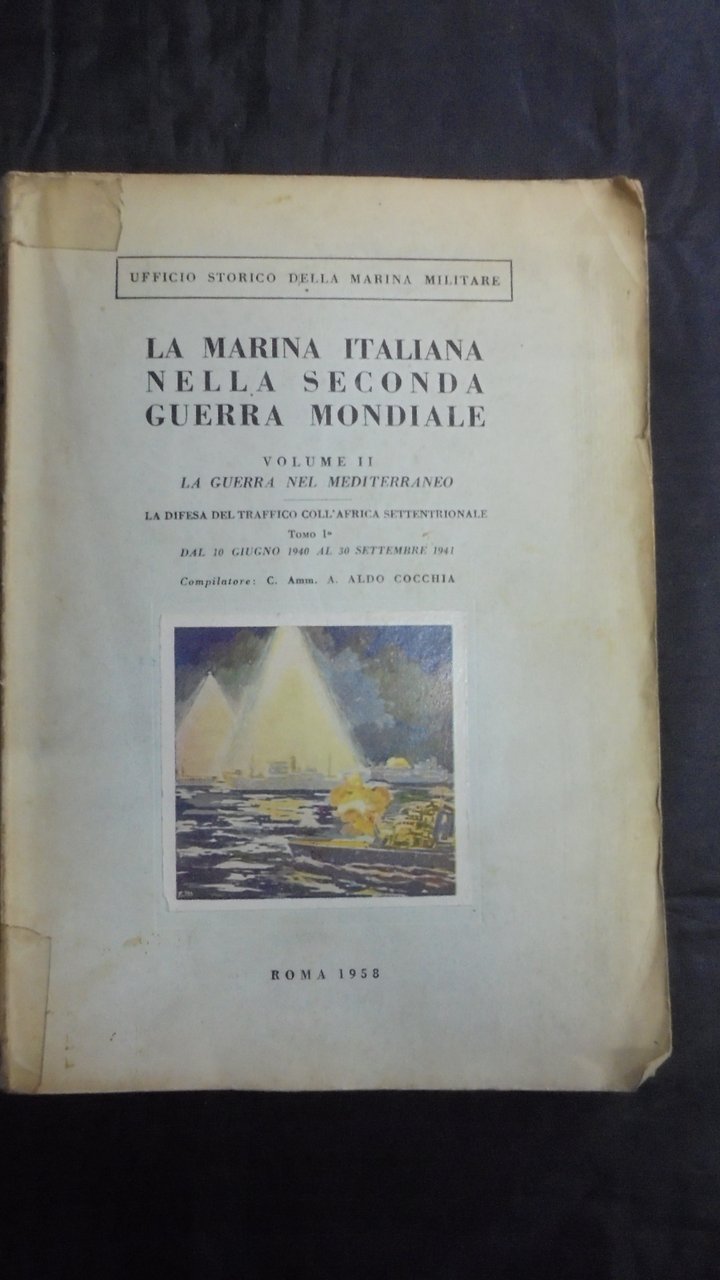 UFFICIO STORICO DELLA MARINA MILITARE
LA MARINA ITALIANA
NELLA SECONDA
GUERRA MONDIALE
VOLUME II
LA GUERRA NEL MEDITERRANEO
LA DIFESA DEL TRAFFICO COLL'AFRICA SETTENTRIONALE
TOMO Iº
DAL 10 GIUGNO 1940 AL 30 SETTEMBRE 1941
Compilatore: C. Amm. A. ALDO COCCHIA
ROMA 1958